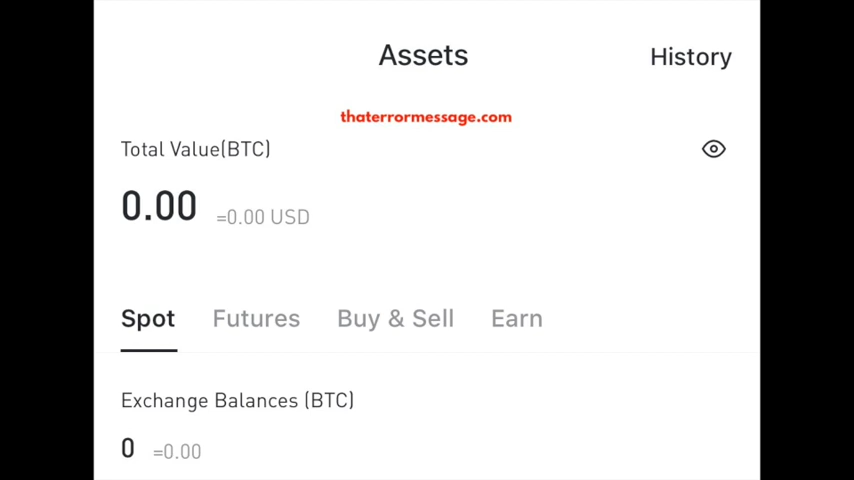 Assets
History
thaterrormessage.com
Total Value(BTC)
0.00 =0.00 USD
Spot Futures Buy & Sell Earn
Exchange Balances (BTC)
0 =0.00